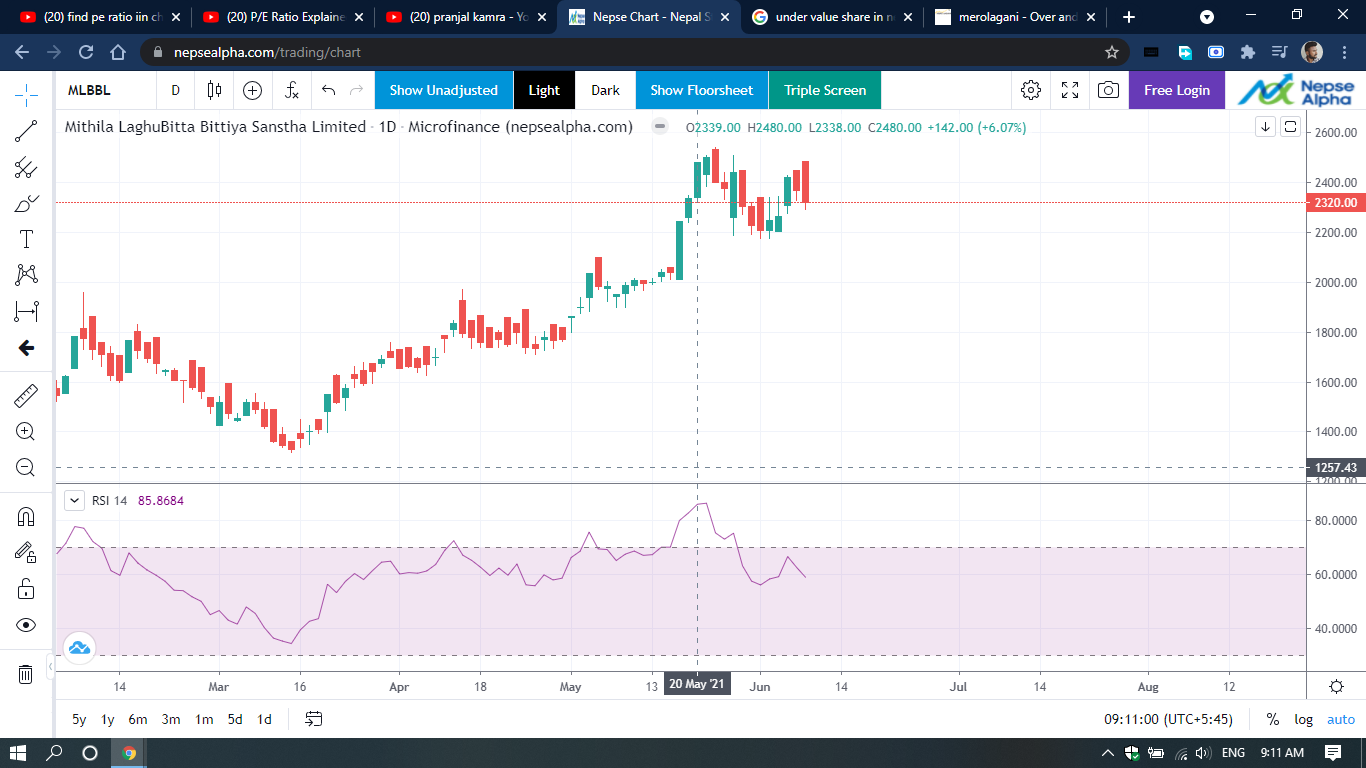 (20) find pe ratio iin ch
(20) P/E Ratio Explaine
(20) pranjal kamra - Yo
Nepse Chart - Nepal S
under value share in n
merolagani - Over and
nepsealpha.com/trading/chart
MLBBL
D
Show Unadjusted
Light
Dark
Show Floorsheet
Triple Screen
Free Login
Nepse
Alpha
Mithila LaghuBitta Bittiya Sanstha Limited · 1D · Microfinance (nepsealpha.com)
O2339.00 H2480.00 L2338.00 C2480.00 +142.00 (+6.07%)
2600.00
2400.00
2320.00
2200.00
2000.00
1800.00
1600.00
1400.00
1257.43
1200.00
RSI 14 85.8684
80.0000
60.0000
40.0000
14 Mar 16 Apr 18 May 13 20 May '21 Jun 14 Jul 14 Aug 12
5y 1y 6m 3m 1m 5d 1d
09:11:00 (UTC+5:45)
% log auto
ENG
9:11 AM